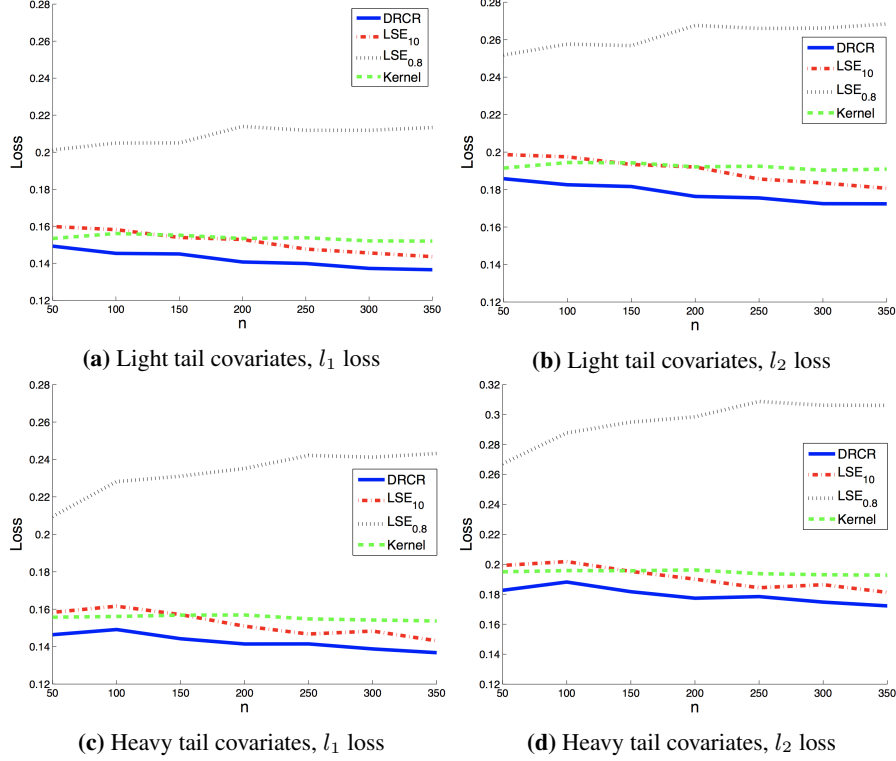 0.28
0.26
0.24
0.22
0.2
0.18
0.16
0.14
0.12
Loss
50 100 150 200 250 300 350
n
DRCR
LSE10
LSE0.8
Kernel
(a) Light tail covariates, l1 loss
0.28
0.26
0.24
0.22
0.2
0.18
0.16
0.14
0.12
Loss
50 100 150 200 250 300 350
n
DRCR
LSE10
LSE0.8
Kernel
(b) Light tail covariates, l2 loss
0.28
0.26
0.24
0.22
0.2
0.18
0.16
0.14
0.12
Loss
50 100 150 200 250 300 350
n
DRCR
LSE10
LSE0.8
Kernel
(c) Heavy tail covariates, l1 loss
0.32
0.3
0.28
0.26
0.24
0.22
0.2
0.18
0.16
0.14
0.12
Loss
50 100 150 200 250 300 350
n
DRCR
LSE10
LSE0.8
Kernel
(d) Heavy tail covariates, l2 loss